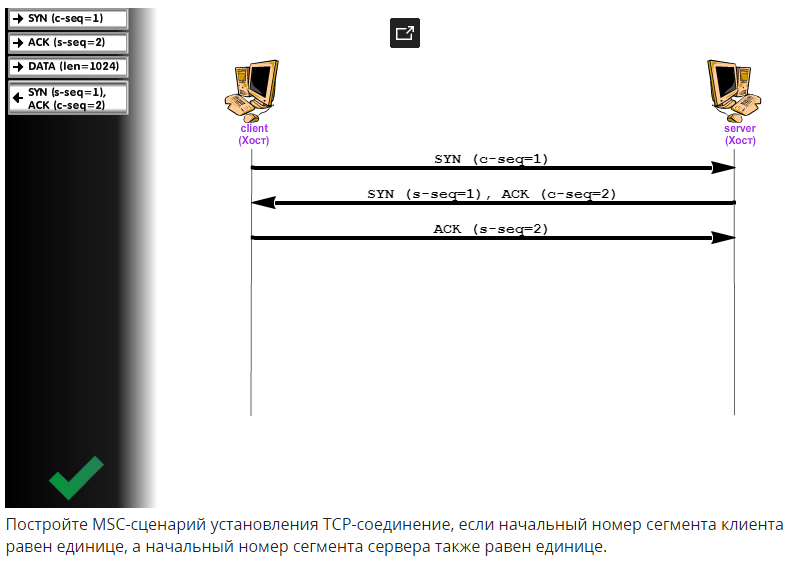 SYN (c-seq=1)
ACK (s-seq=2)
DATA (len=1024)
SYN (s-seq=1),
ACK (c-seq=2)
client
(Хост)
server
(Хост)
SYN (c-seq=1)
SYN (s-seq=1), ACK (c-seq=2)
ACK (s-seq=2)
Постройте MSC-сценарий установления TCP-соединение, если начальный номер сегмента клиента
равен единице, а начальный номер сегмента сервера также равен единице.